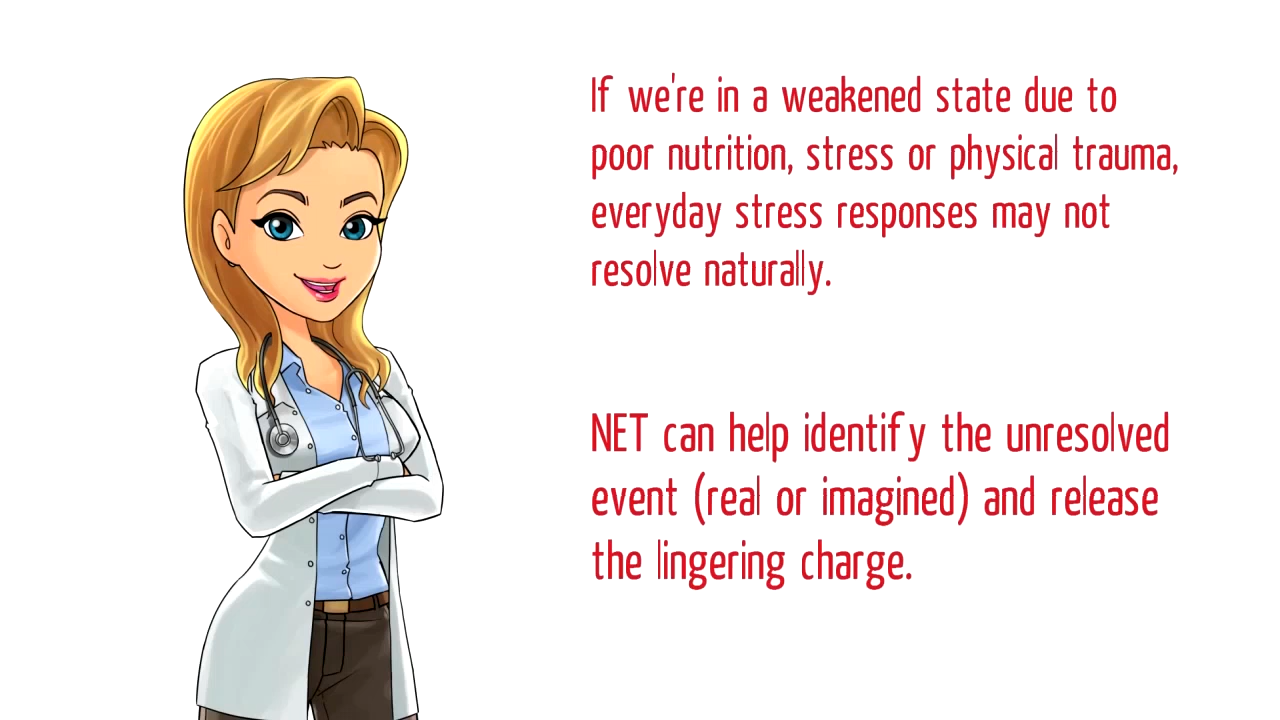 If we're in a weakened state due to
poor nutrition, stress or physical trauma,
everyday stress responses may not
resolve naturally.
NET can help identify the unresolved
event (real or imagined) and release
the lingering charge.